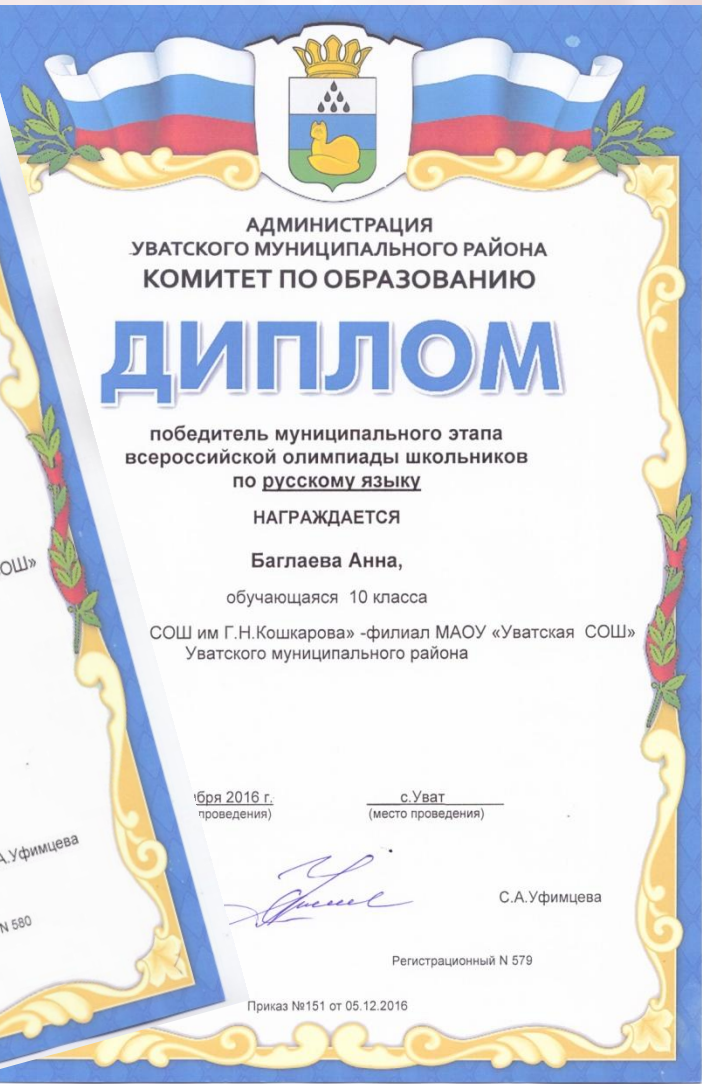 АДМИНИСТРАЦИЯ
УВАТСКОГО МУНИЦИПАЛЬНОГО РАЙОНА
КОМИТЕТ ПО ОБРАЗОВАНИЮ
ДИПЛОМ
победитель муниципального этапа
всероссийской олимпиады школьников
по русскому языку
НАГРАЖДАЕТСЯ
Баглаева Анна,
обучающаяся 10 класса
СОШ им Г.Н.Кошкарова» -филиал МАОУ «Уватская СОШ»
Уватского муниципального района
бря 2016 г.
проведения)
с.Уват
(место проведения)
С.А.Уфимцева
Регистрационный N 579
Приказ №151 от 05.12.2016
ОШ»
А.Уфимцева
N 580